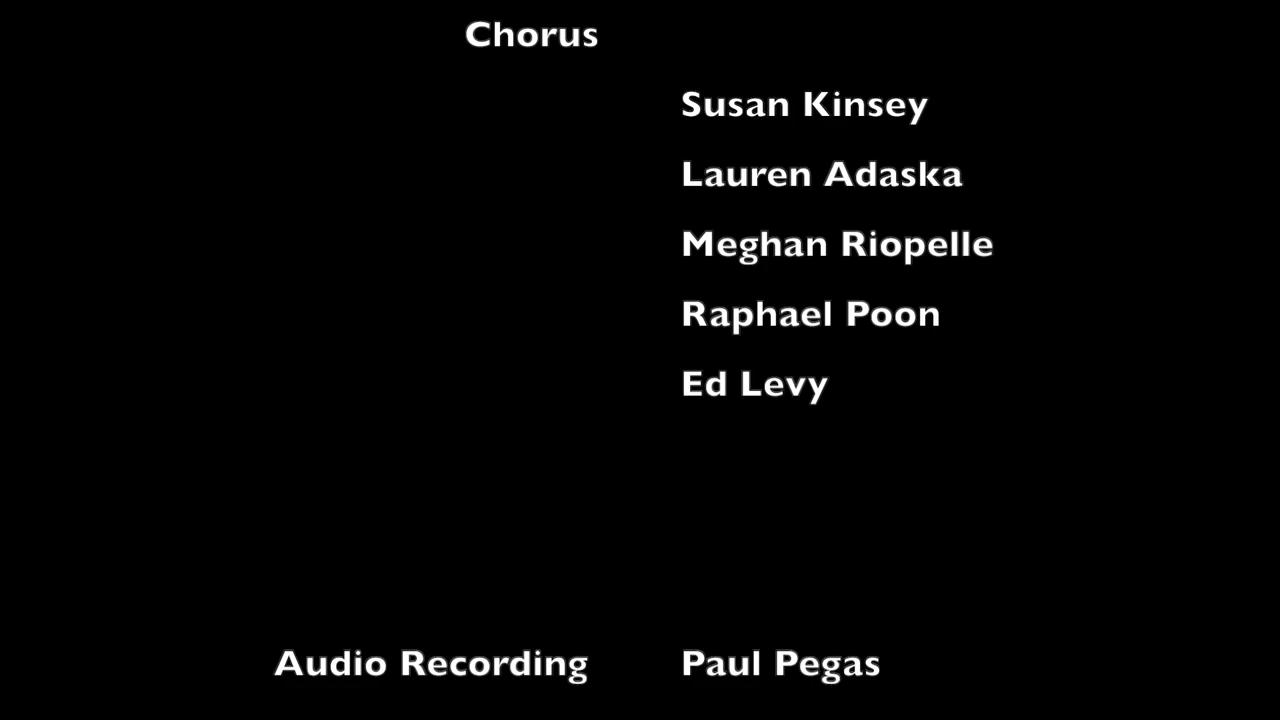 Chorus
Susan Kinsey
Lauren Adaska
Meghan Riopelle
Raphael Poon
Ed Levy
Audio Recording Paul Pegas